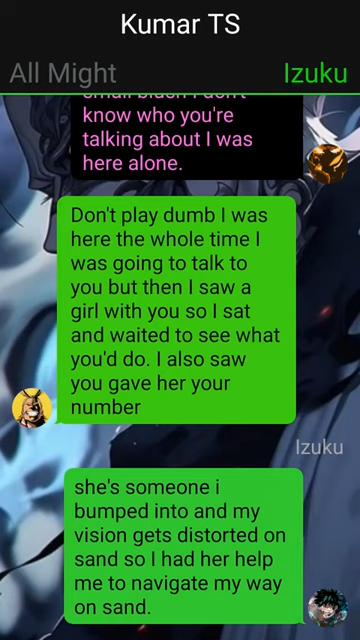 Kumar TS
All Might
Izuku
small blush I don't
know who you're
talking about I was
here alone.
Don't play dumb I was
here the whole time I
was going to talk to
you but then I saw a
girl with you so I sat
and waited to see what
you'd do. I also saw
you gave her your
number
Izuku
she's someone i
bumped into and my
vision gets distorted on
sand so I had her help
me to navigate my way
on sand.